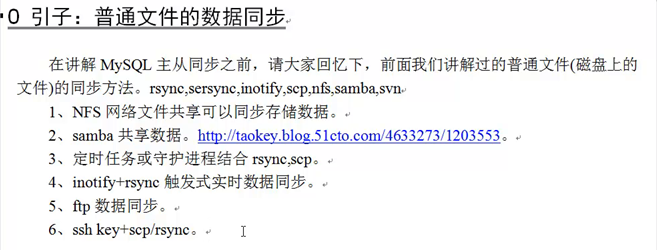 0 引子：普通文件的数据同步
在讲解 MySQL 主从同步之前，请大家回忆下，前面我们讲解过的普通文件(磁盘上的
文件)的同步方法。rsync,sersync,inotify,scp,nfs,samba,svn
1、NFS 网络文件共享可以同步存储数据。
2、samba 共享数据。http://taokey.blog.51cto.com/4633273/1203553。
3、定时任务或守护进程结合 rsync,scp。
4、inotify+rsync 触发式实时数据同步。
5、ftp 数据同步。
6、ssh key+scp/rsync。